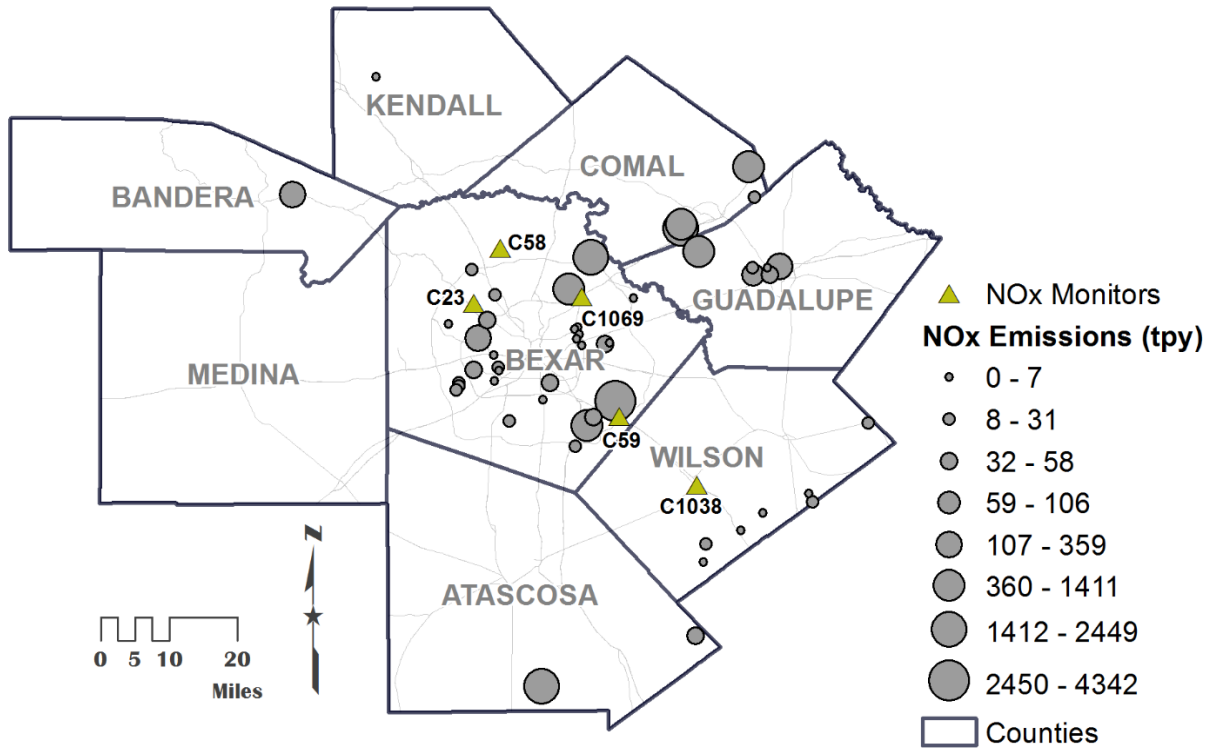 KENDALL
COMAL
BANDERA
C58
C23
C1069
GUADALUPE
MEDINA
BEXAR
C59
WILSON
C1038
ATASCOSA
N
0 5 10 20
Miles
NOx Monitors
NOx Emissions (tpy)
0 - 7
8 - 31
32 - 58
59 - 106
107 - 359
360 - 1411
1412 - 2449
2450 - 4342
Counties